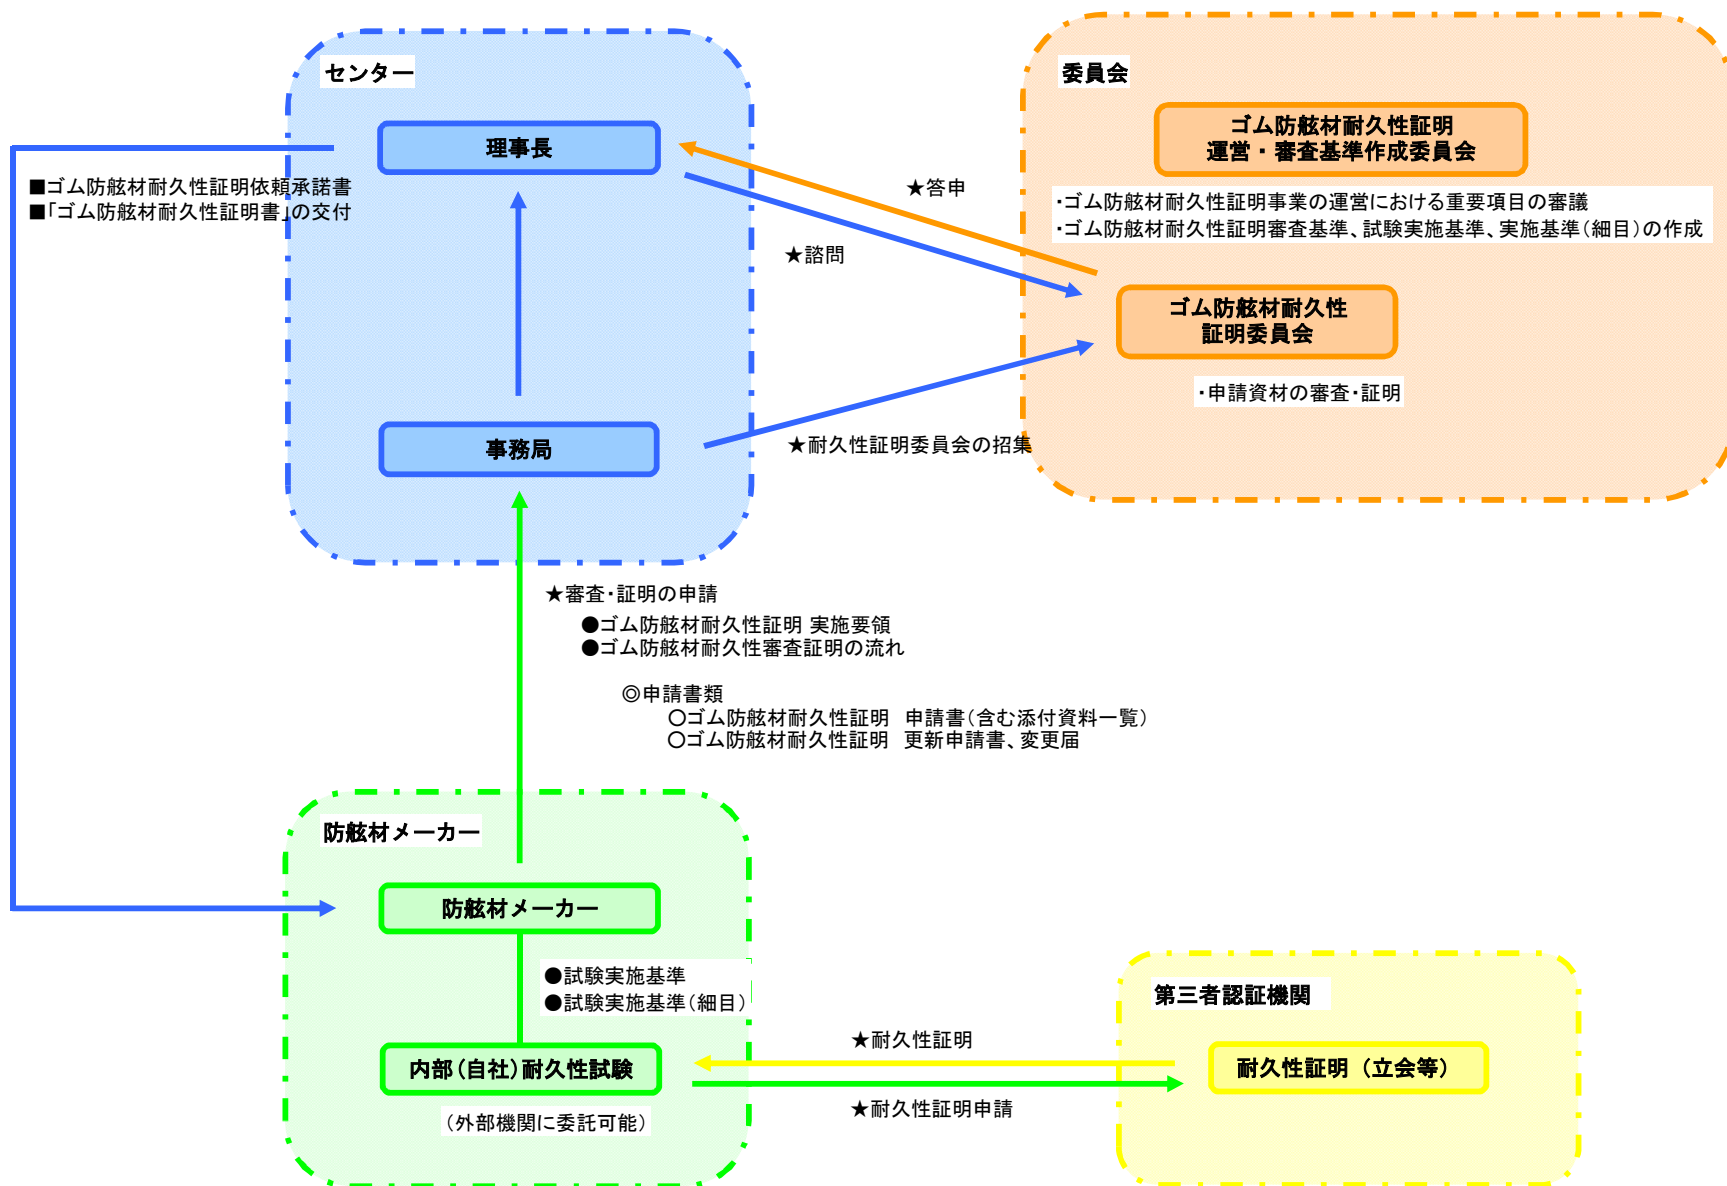 センター
理事長
■ゴム防舷材耐久性証明依頼承諾書
■「ゴム防舷材耐久性証明書」の交付
事務局
★答申
★諮問
★耐久性証明委員会の招集
委員会
ゴム防舷材耐久性証明
運営・審査基準作成委員会
・ゴム防舷材耐久性証明事業の運営における重要項目の審議
・ゴム防舷材耐久性証明審査基準、試験実施基準、実施基準（細目）の作成
ゴム防舷材耐久性
証明委員会
・申請資材の審査・証明
★審査・証明の申請
●ゴム防舷材耐久性証明 実施要領
●ゴム防舷材耐久性審査証明の流れ
◎申請書類
○ゴム防舷材耐久性証明　申請書（含む添付資料一覧）
○ゴム防舷材耐久性証明　更新申請書、変更届
防舷材メーカー
防舷材メーカー
●試験実施基準
●試験実施基準（細目）
内部（自社）耐久性試験
（外部機関に委託可能）
★耐久性証明
★耐久性証明申請
第三者認証機関
耐久性証明（立会等）